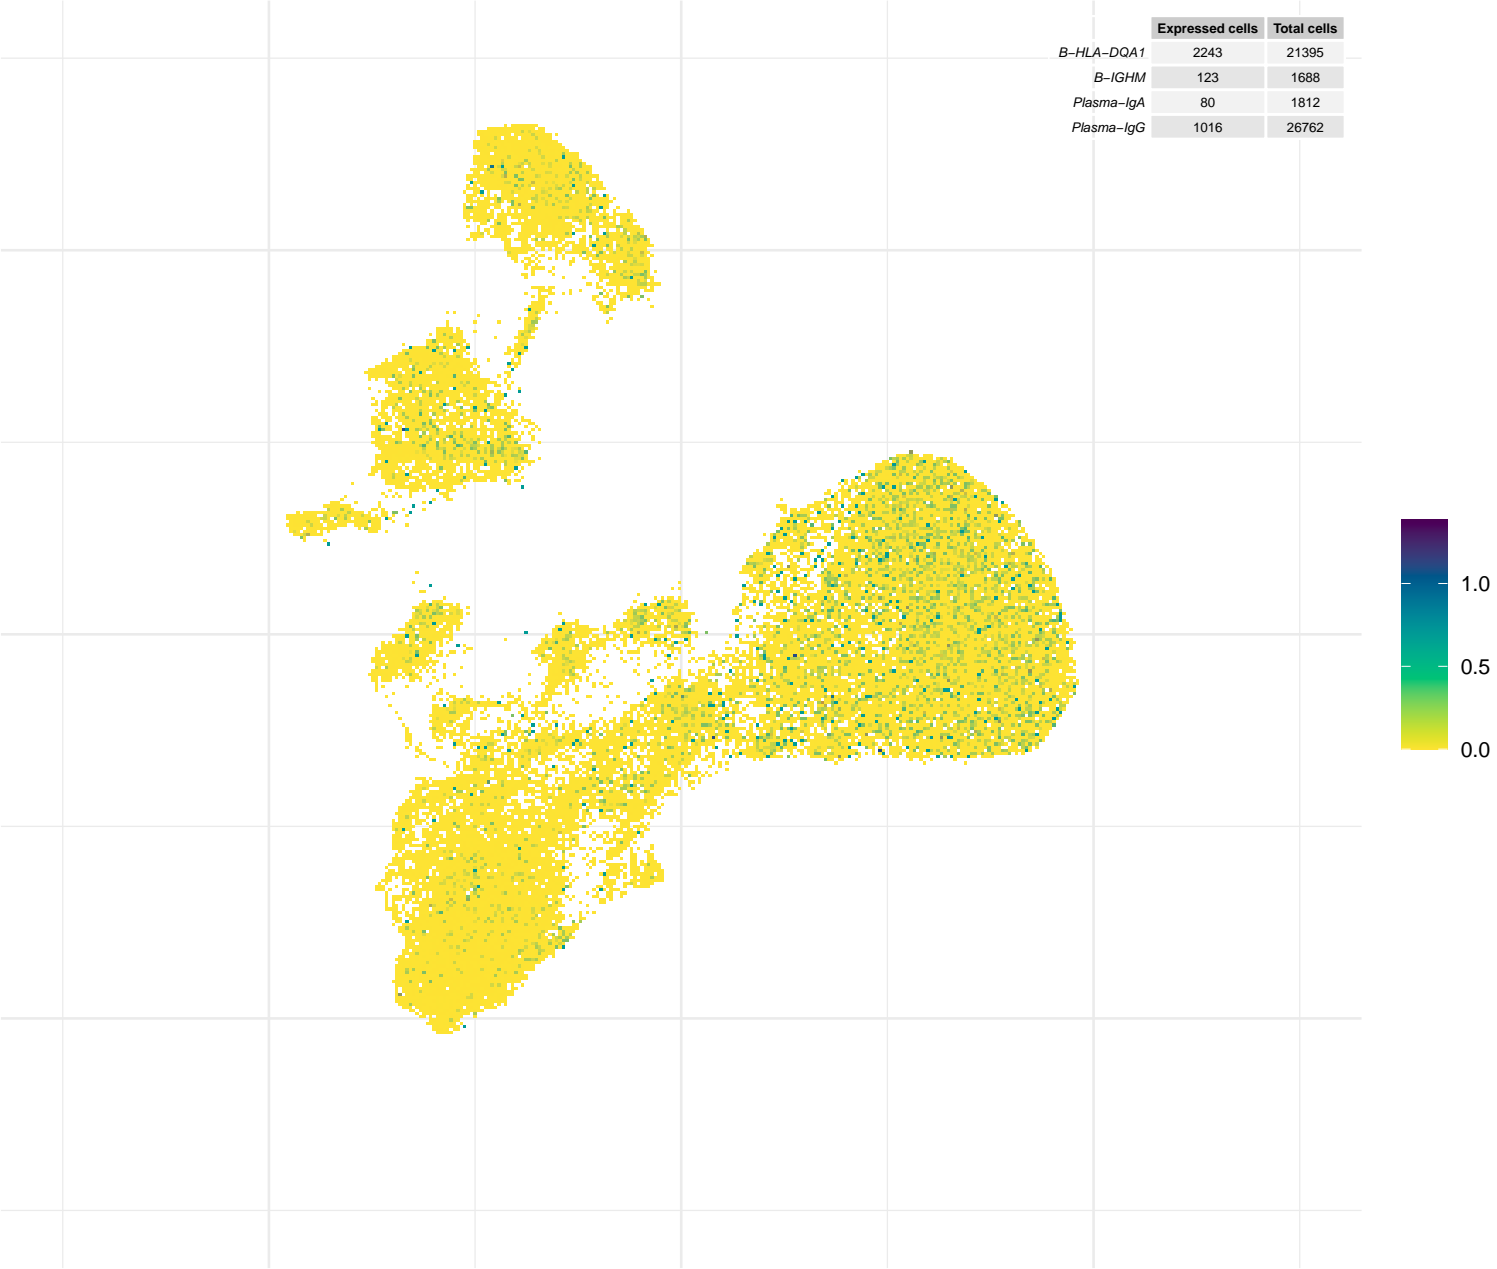 Expressed cells Total cells
B−HLA−DQA1 2243 21395
B−IGHM 123 1688
Plasma−IgA 80 1812
Plasma−IgG 1016 26762
1.0
0.5
0.0